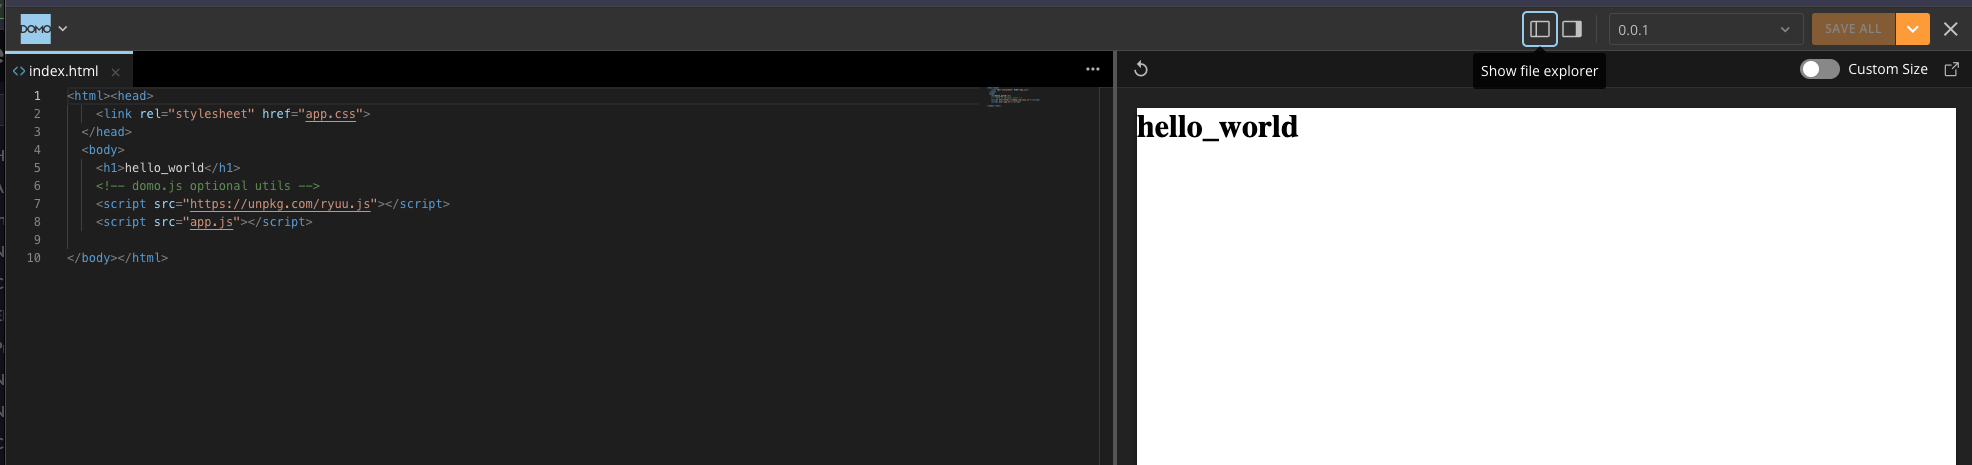 DOMO
0.0.1
SAVE ALL
index.html
Show file explorer
Custom Size
1 <html><head>
2 <link rel="stylesheet" href="app.css">
3 </head>
4 <body>
5 <h1>hello_world</h1>
6 <!-- domo.js optional utils -->
7 <script src="https://unpkg.com/ryuu.js"></script>
8 <script src="app.js"></script>
9
10 </body></html>
hello_world